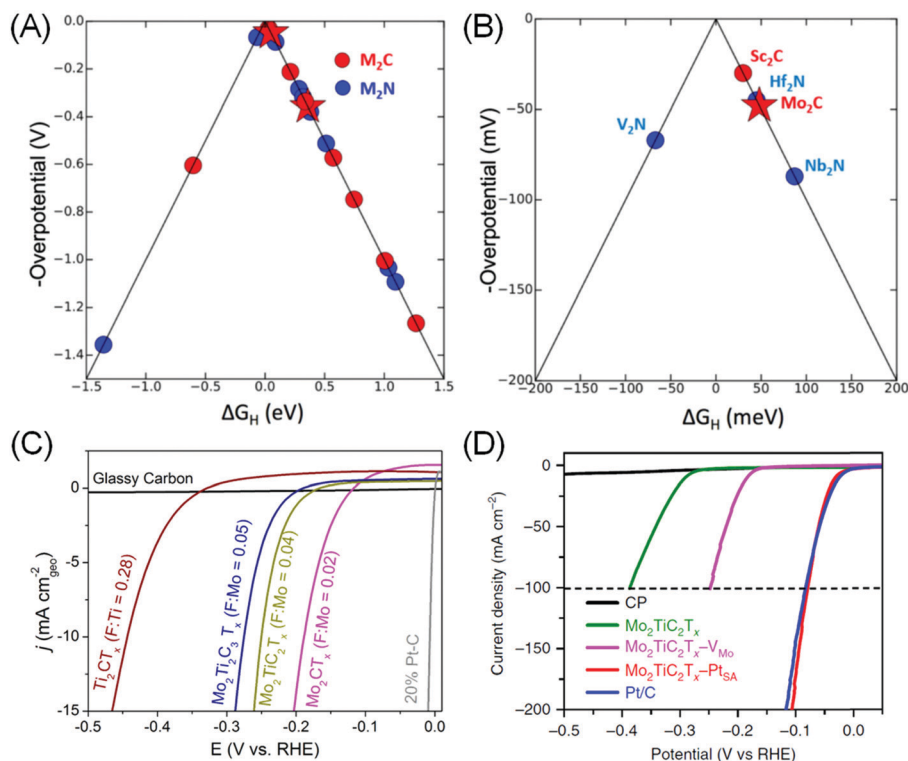 (A)
0.0
−0.2
−0.4
−0.6
−0.8
−1.0
−1.2
−1.4
-Overpotential (V)
M₂C
M₂N
−1.5
−1.0
−0.5
0.0
0.5
1.0
1.5
ΔG_H (eV)
(B)
0
−50
−100
−150
−200
-Overpotential (mV)
Sc₂C
Hf₂N
Mo₂C
V₂N
Nb₂N
−200
−150
−100
−50
0
50
100
150
200
ΔG_H (meV)
(C)
Glassy Carbon
0
-5
-10
-15
j (mA cm⁻²geo)
Ti₂CTₓ (F:Ti = 0.28)
Mo₂Ti₂C₃Tₓ (F:Mo = 0.05)
Mo₂TiC₂Tₓ (F:Mo = 0.04)
Mo₂CTₓ (F:Mo = 0.02)
20% Pt-C
-0.5
-0.4
-0.3
-0.2
-0.1
-0.0
E (V vs. RHE)
(D)
0
−50
−100
−150
−200
Current density (mA cm⁻²)
CP
Mo₂TiC₂Tₓ
Mo₂TiC₂Tₓ–V_Mo
Mo₂TiC₂Tₓ–Pt_SA
Pt/C
−0.5
−0.4
−0.3
−0.2
−0.1
0.0
Potential (V vs RHE)